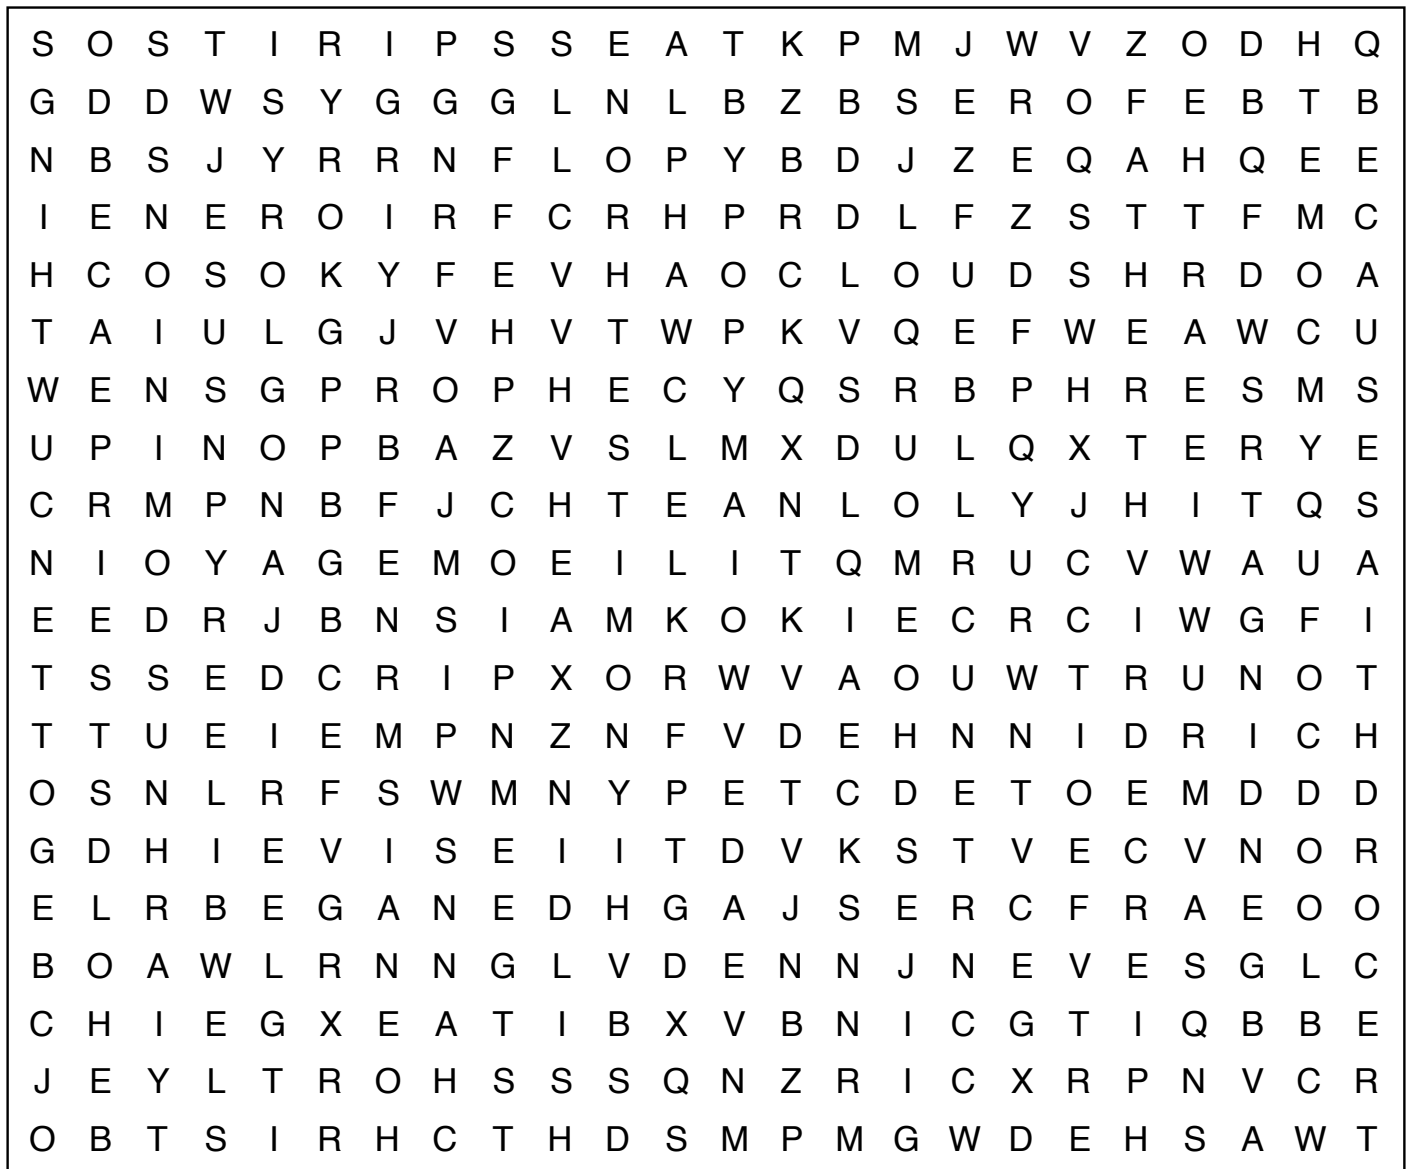 S O S T I R I P S S E A T K P M J W V Z O D H Q
G D D W S Y G G G L N L B Z B S E R O F E B T B
N B S J Y R R N F L O P Y B D J Z E Q A H Q E E
I E N E R O I R F C R H P R D L F Z S T T F M C
H C O S O K Y F E V H A O C L O U D S H R D O A
T A I U L G J V H V T W P K V Q E F W E A W C U
W E N S G P R O P H E C Y Q S R B P H R E S M S
U P I N O P B A Z V S L M X D U L Q X T E R Y E
C R M P N B F J C H T E A N L O L Y J H I T Q S
N I O Y A G E M O E I L I T Q M R U C V W A U A
E E D R J B N S I A M K O K I E C R C I W G F I
T S S E D C R I P X O R W V A O U W T R U N O T
T T U E I E M P N Z N F V D E H N N I D R I C H
O S N L R F S W M N Y P E T C D E T O E M D D D
G D H I E V I S E I I T D V K S T V E C V N O R
E L R B E G A N E D H G A J S E R C F R A E O O
B O A W L R N N G L V D E N N J N E V E S G L C
C H I E G X E A T I B X V B N I C G T I Q B B E
J E Y L T R O H S S S Q N Z R I C X R P N V C R
O B T S I R H C T H D S M P M G W D E H S A W T